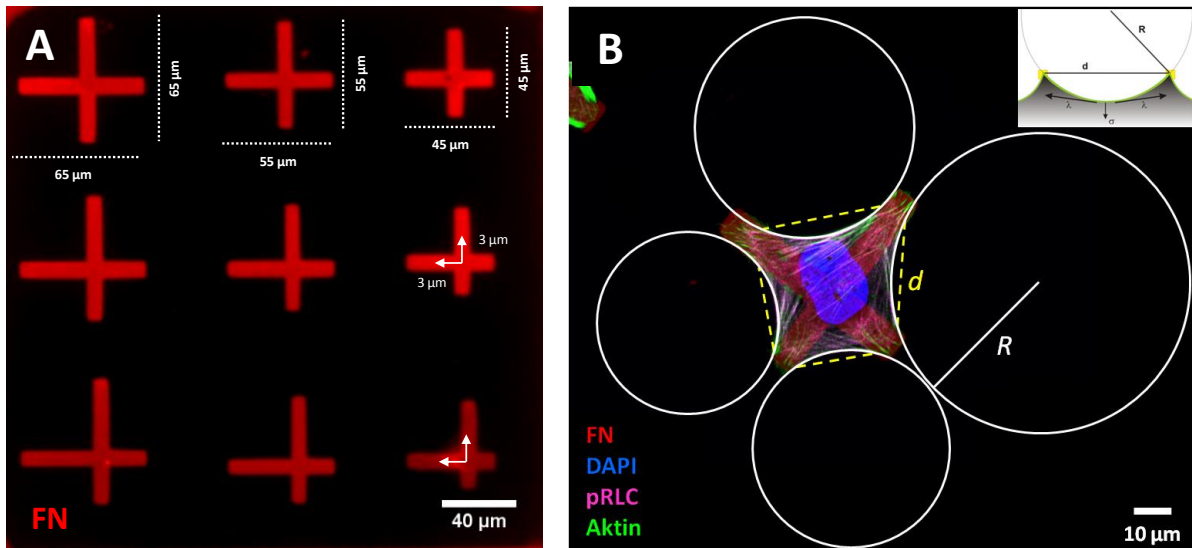 A
65 µm
55 µm
45 µm
65 µm
55 µm
45 µm
3 µm
3 µm
FN
40 µm
B
R
d
λ
λ
σ
d
R
FN
DAPI
pRLC
Aktin
10 µm